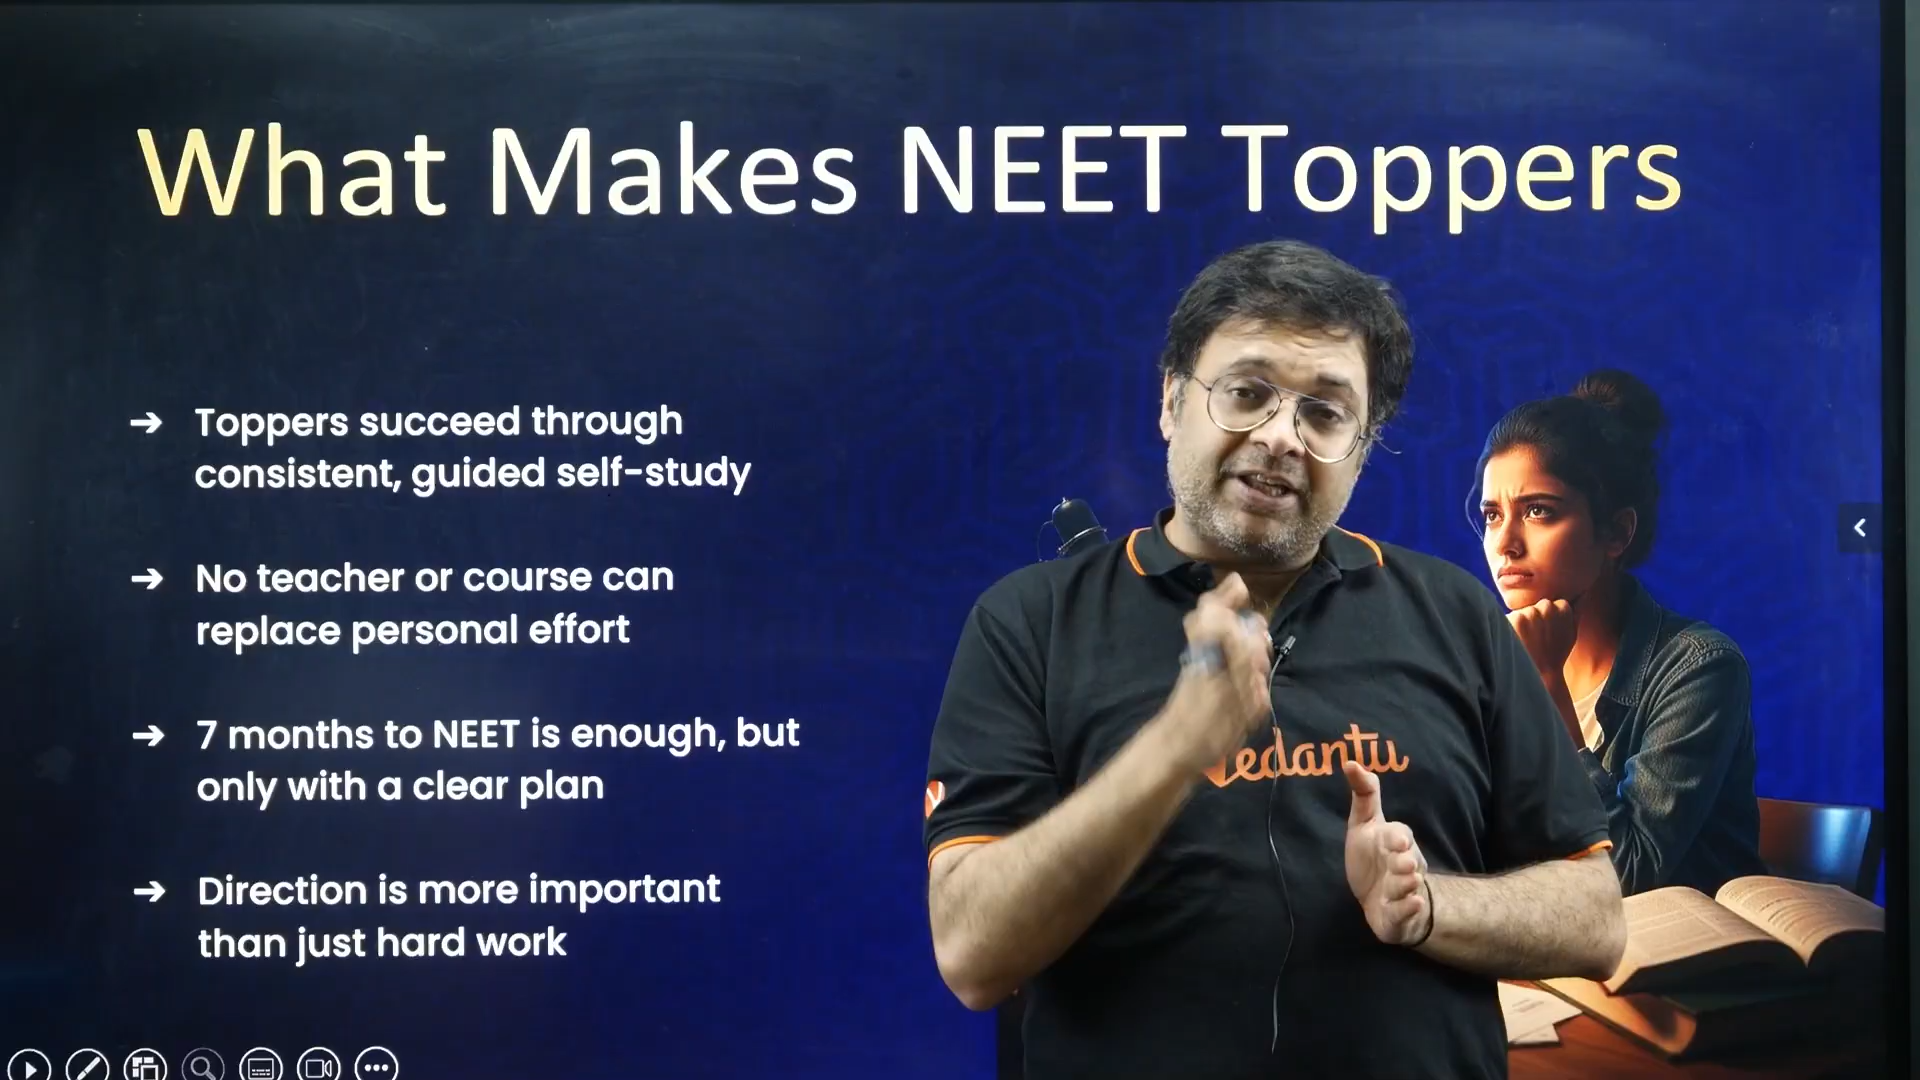 What Makes NEET Toppers
➔ Toppers succeed through
consistent, guided self-study
➔ No teacher or course can
replace personal effort
➔ 7 months to NEET is enough, but
only with a clear plan
➔ Direction is more important
than just hard work
Vedantu
V